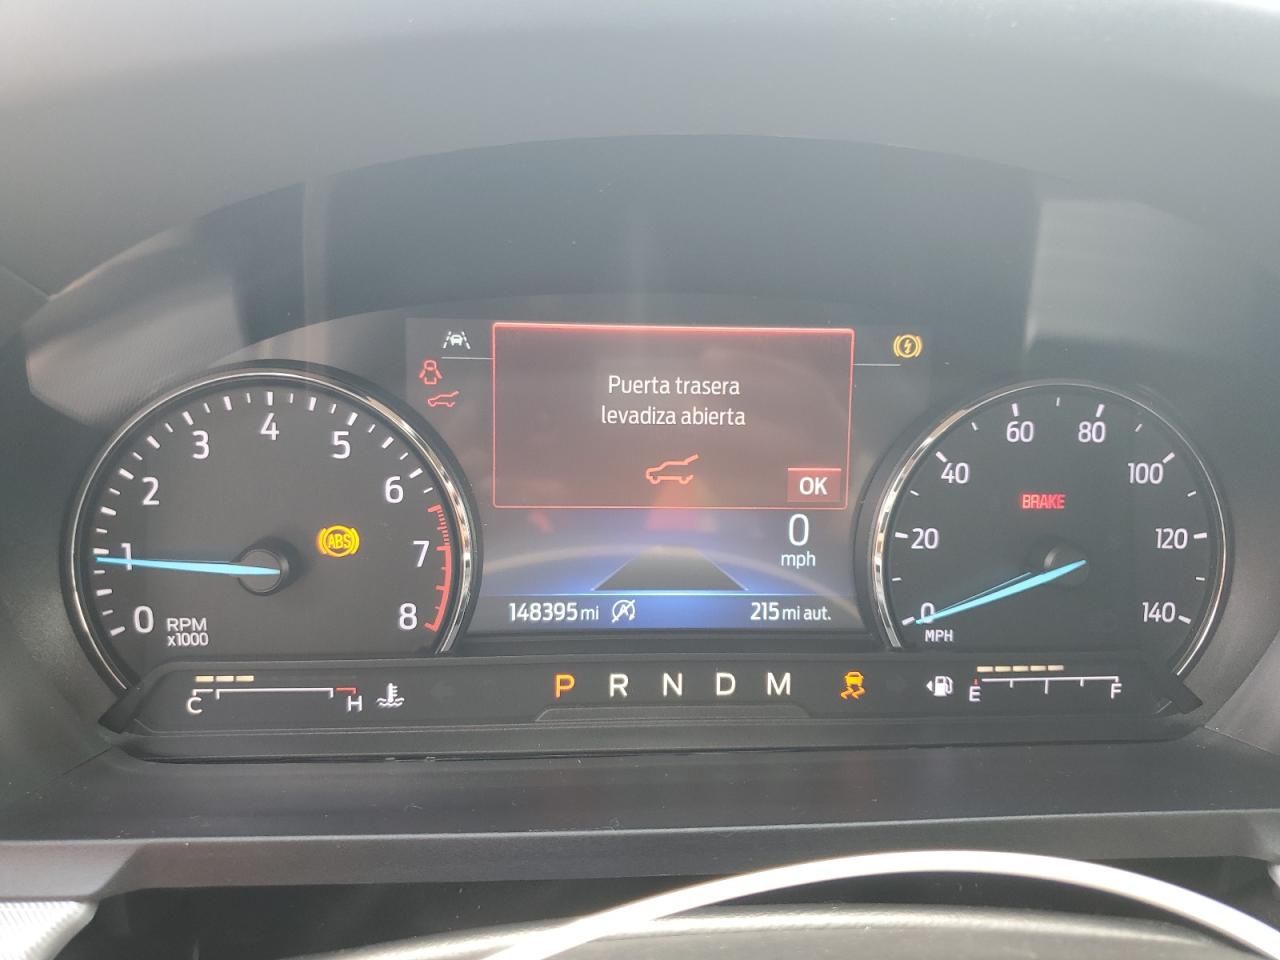 Puerta trasera
levadiza abierta
OK
0
mph
148395 mi
A
215 mi aut.
0
1
2
3
4
5
6
7
8
RPM
x1000
ABS
0
20
40
60
80
100
120
140
MPH
BRAKE
C
H
P R N D M
E
F